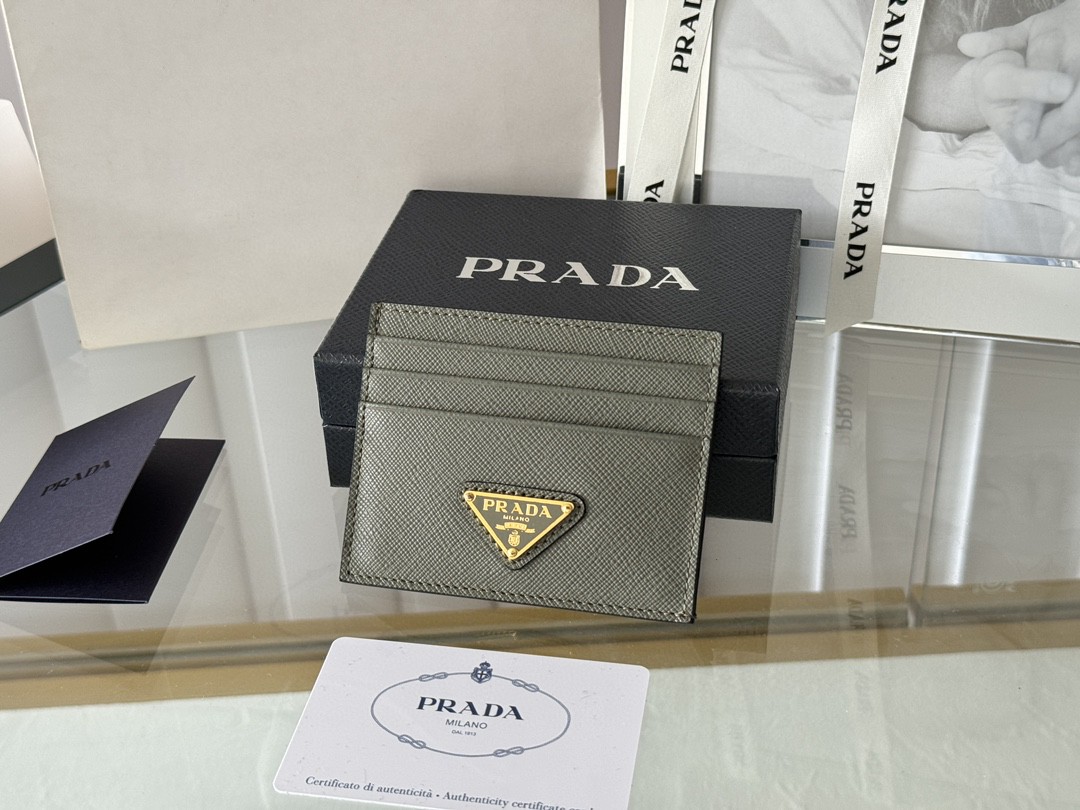 PRADA
PRADA
PRADA
PRADA
PRADA
PRADA
MILANO
PRADA
MILANO
DAL 1913
Certificato di autenticità • Authenticity certificate